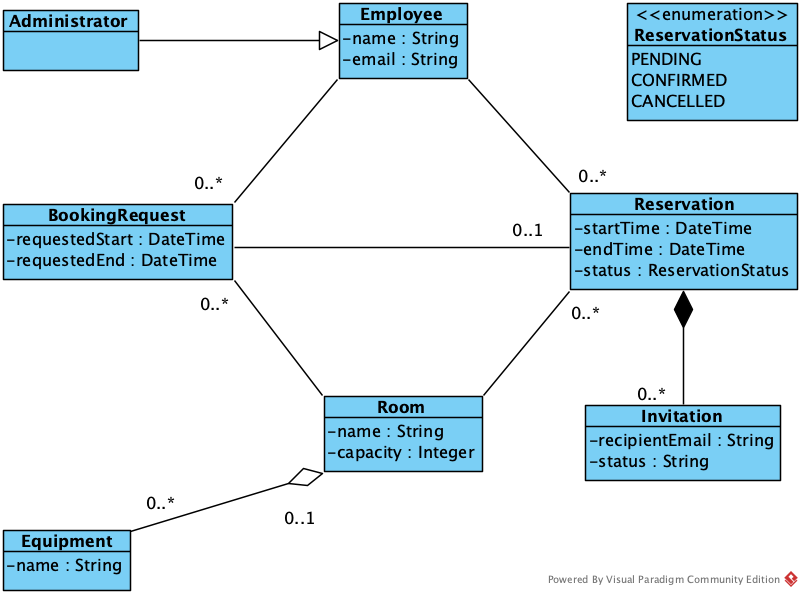 Administrator
Employee
-name : String
-email : String
<<enumeration>>
ReservationStatus
PENDING
CONFIRMED
CANCELLED
0..*
0..*
BookingRequest
-requestedStart : DateTime
-requestedEnd : DateTime
0..1
Reservation
-startTime : DateTime
-endTime : DateTime
-status : ReservationStatus
0..*
0..*
Room
-name : String
-capacity : Integer
0..*
Invitation
-recipientEmail : String
-status : String
0..*
0..1
Equipment
-name : String
Powered By Visual Paradigm Community Edition